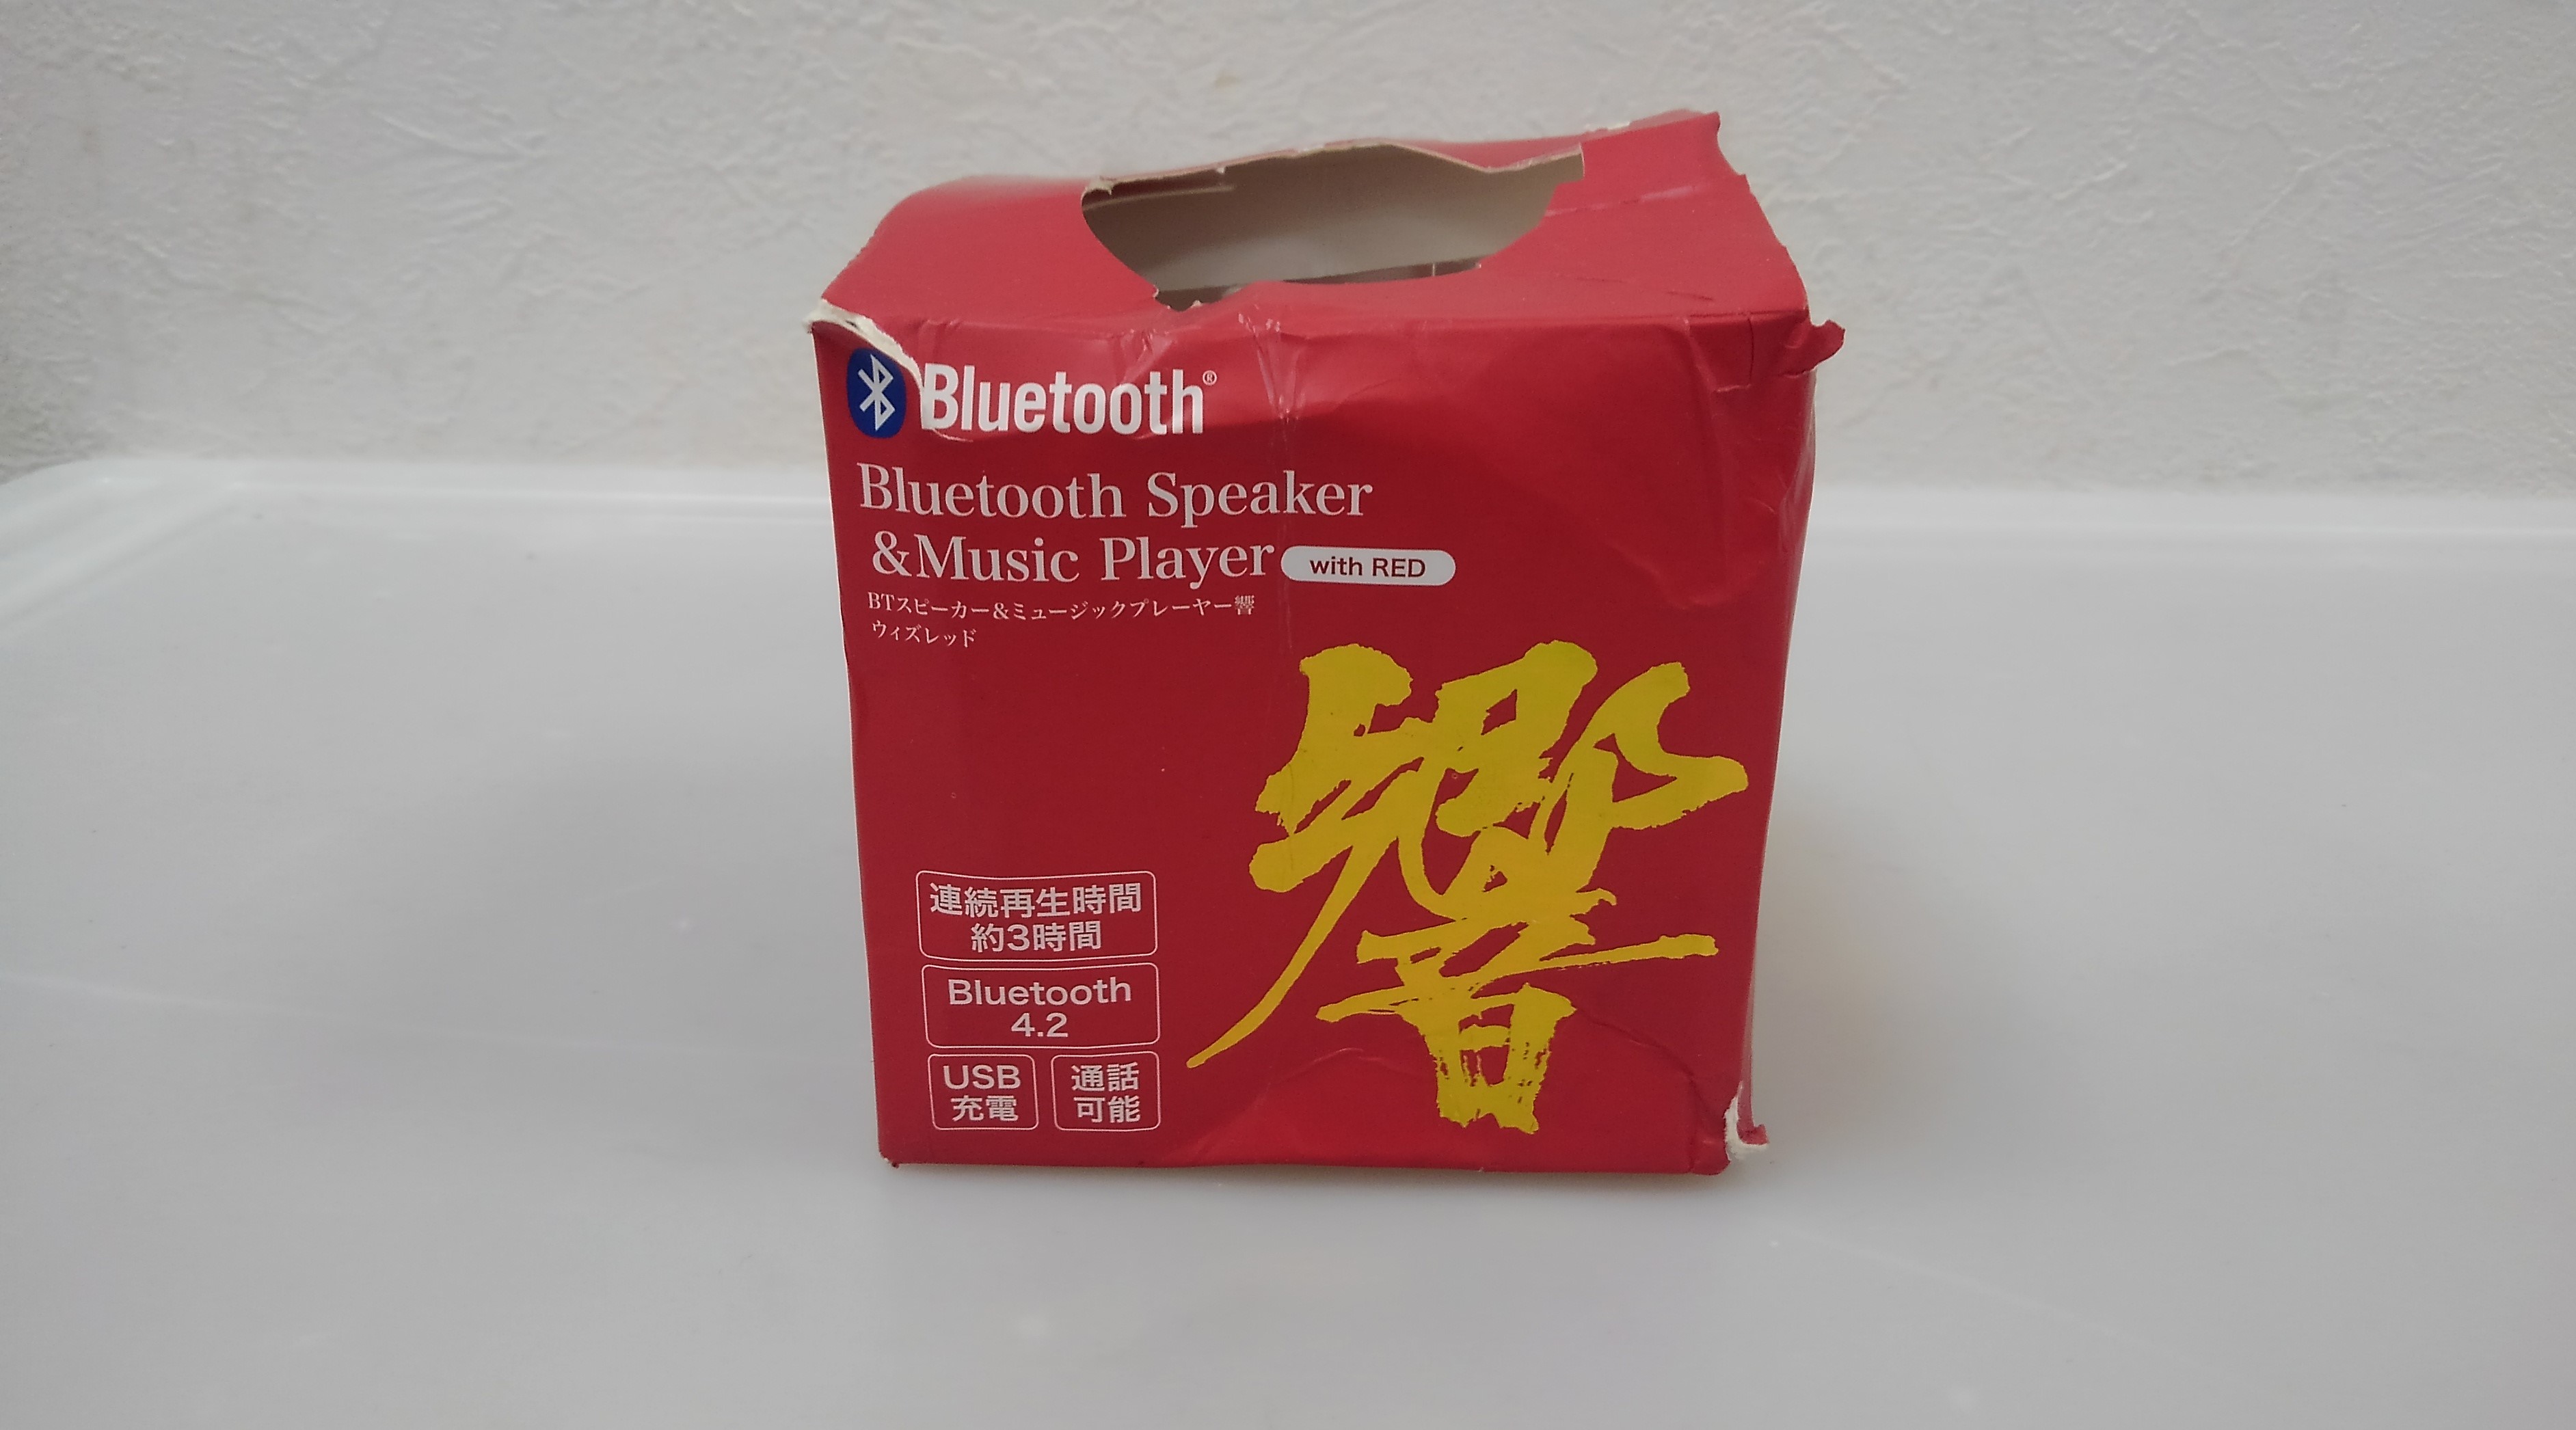 Bluetooth®
Bluetooth Speaker
&Music Player with RED
BTスピーカー&ミュージックプレーヤー響
ウィズレッド
響
連続再生時間
約3時間
Bluetooth
4.2
USB
充電
通話
可能